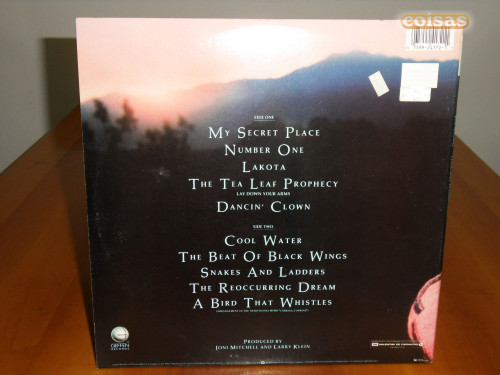 coisas
SIDE ONE
MY SECRET PLACE
NUMBER ONE
LAKOTA
THE TEA LEAF PROPHECY
LAY DOWN YOUR ARMS
DANCIN' CLOWN
SIDE TWO
COOL WATER
THE BEAT OF BLACK WINGS
SNAKES AND LADDERS
THE REOCCURRING DREAM
A BIRD THAT WHISTLES
PRODUCED BY
JONI MITCHELL AND LARRY KLEIN
GEFFEN
RECORDS